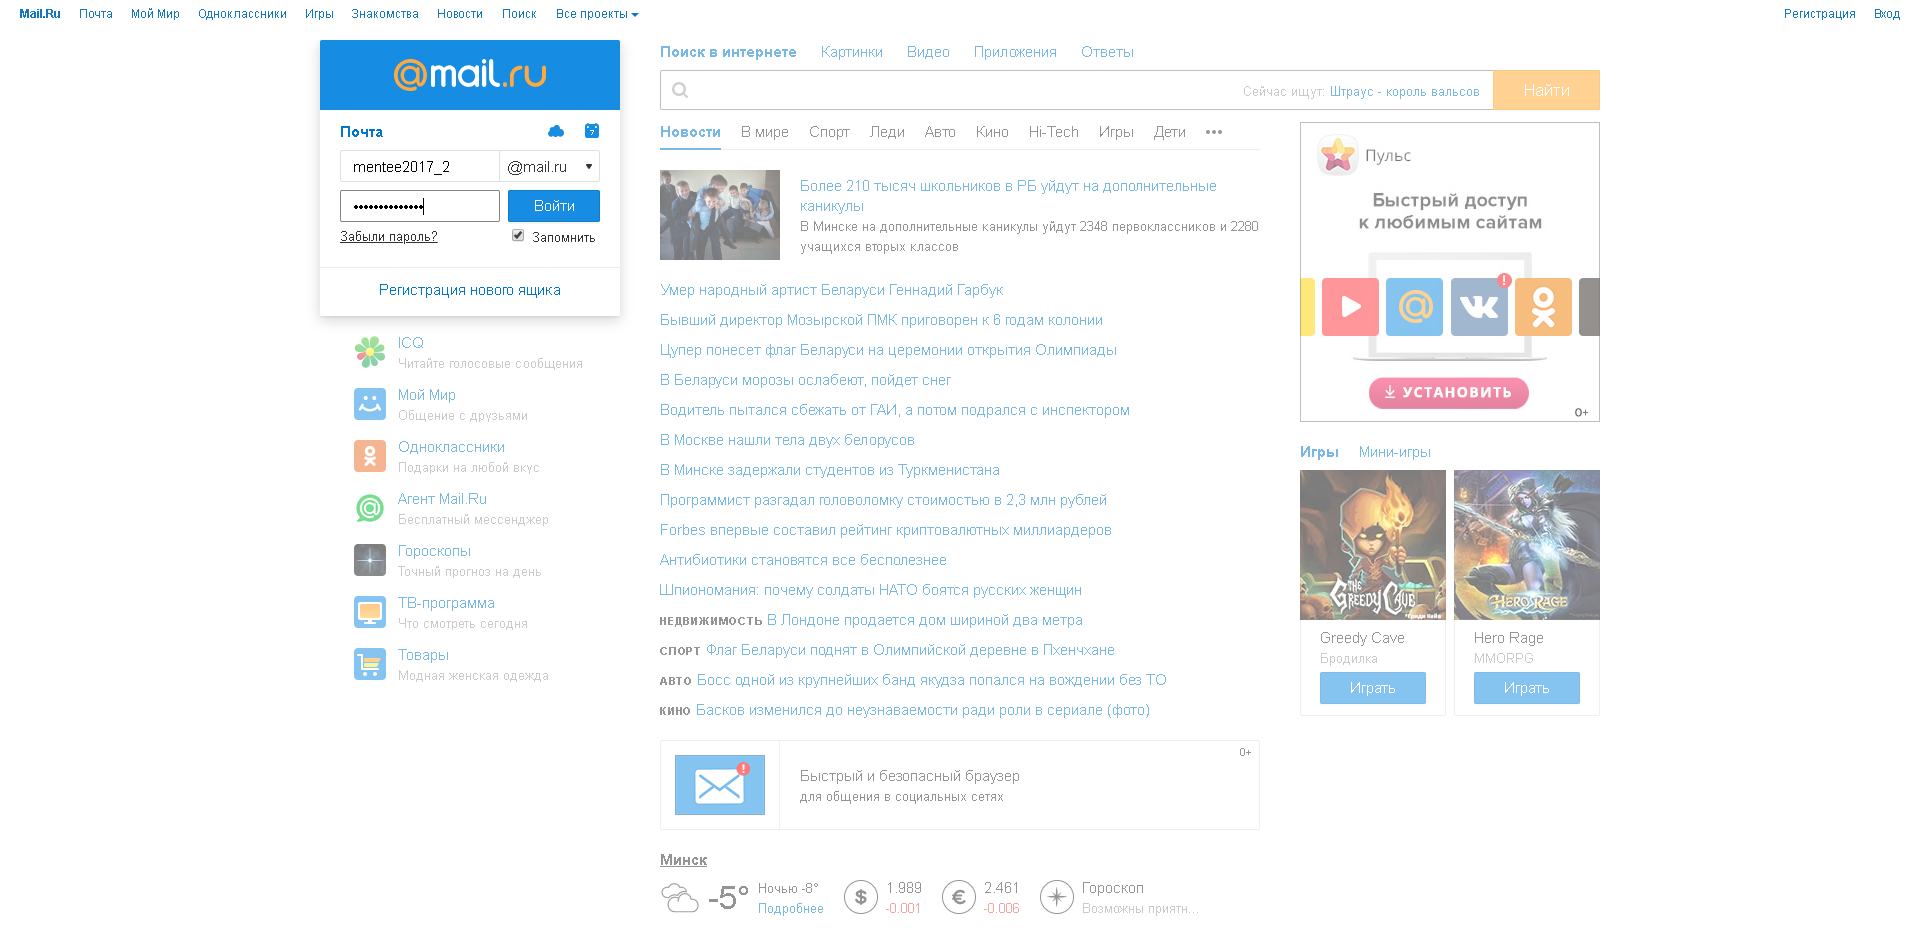 Mail.Ru Почта Мой Мир Одноклассники Игры Знакомства Новости Поиск Все проекты Регистрация Вход
@mail.ru
Почта
7
mentee2017_2 @mail.ru
•••••••••••••• Войти
Забыли пароль? Запомнить
Регистрация нового ящика
ICQ
Читайте голосовые сообщения
Мой Мир
Общение с друзьями
Одноклассники
Подарки на любой вкус
Агент Mail.Ru
Бесплатный мессенджер
Гороскопы
Точный прогноз на день
ТВ-программа
Что смотреть сегодня
Товары
Модная женская одежда
Поиск в интернете Картинки Видео Приложения Ответы
Сейчас ищут: Штраус - король вальсов Найти
Новости В мире Спорт Леди Авто Кино Hi-Tech Игры Дети •••
Более 210 тысяч школьников в РБ уйдут на дополнительные
каникулы
В Минске на дополнительные каникулы уйдут 2348 первоклассников и 2280
учащихся вторых классов
Умер народный артист Беларуси Геннадий Гарбук
Бывший директор Мозырской ПМК приговорен к 6 годам колонии
Цупер понесет флаг Беларуси на церемонии открытия Олимпиады
В Беларуси морозы ослабеют, пойдет снег
Водитель пытался сбежать от ГАИ, а потом подрался с инспектором
В Москве нашли тела двух белорусов
В Минске задержали студентов из Туркменистана
Программист разгадал головоломку стоимостью в 2,3 млн рублей
Forbes впервые составил рейтинг криптовалютных миллиардеров
Антибиотики становятся все бесполезнее
Шпиономания: почему солдаты НАТО боятся русских женщин
НЕДВИЖИМОСТЬ В Лондоне продается дом шириной два метра
СПОРТ Флаг Беларуси поднят в Олимпийской деревне в Пхенчхане
АВТО Босс одной из крупнейших банд якудза попался на вождении без ТО
КИНО Басков изменился до неузнаваемости ради роли в сериале (фото)
0+
Быстрый и безопасный браузер
для общения в социальных сетях
Минск
-5° Ночью -8° $ 1.989 € 2.461 Гороскоп
Подробнее -0.001 -0.006 Возможны приятн...
Пульс
Быстрый доступ
к любимым сайтам
УСТАНОВИТЬ
0+
Игры Мини-игры
THE GREEDY CAVE
HERO RAGE
Greedy Cave Hero Rage
Бродилка MMORPG
Играть Играть